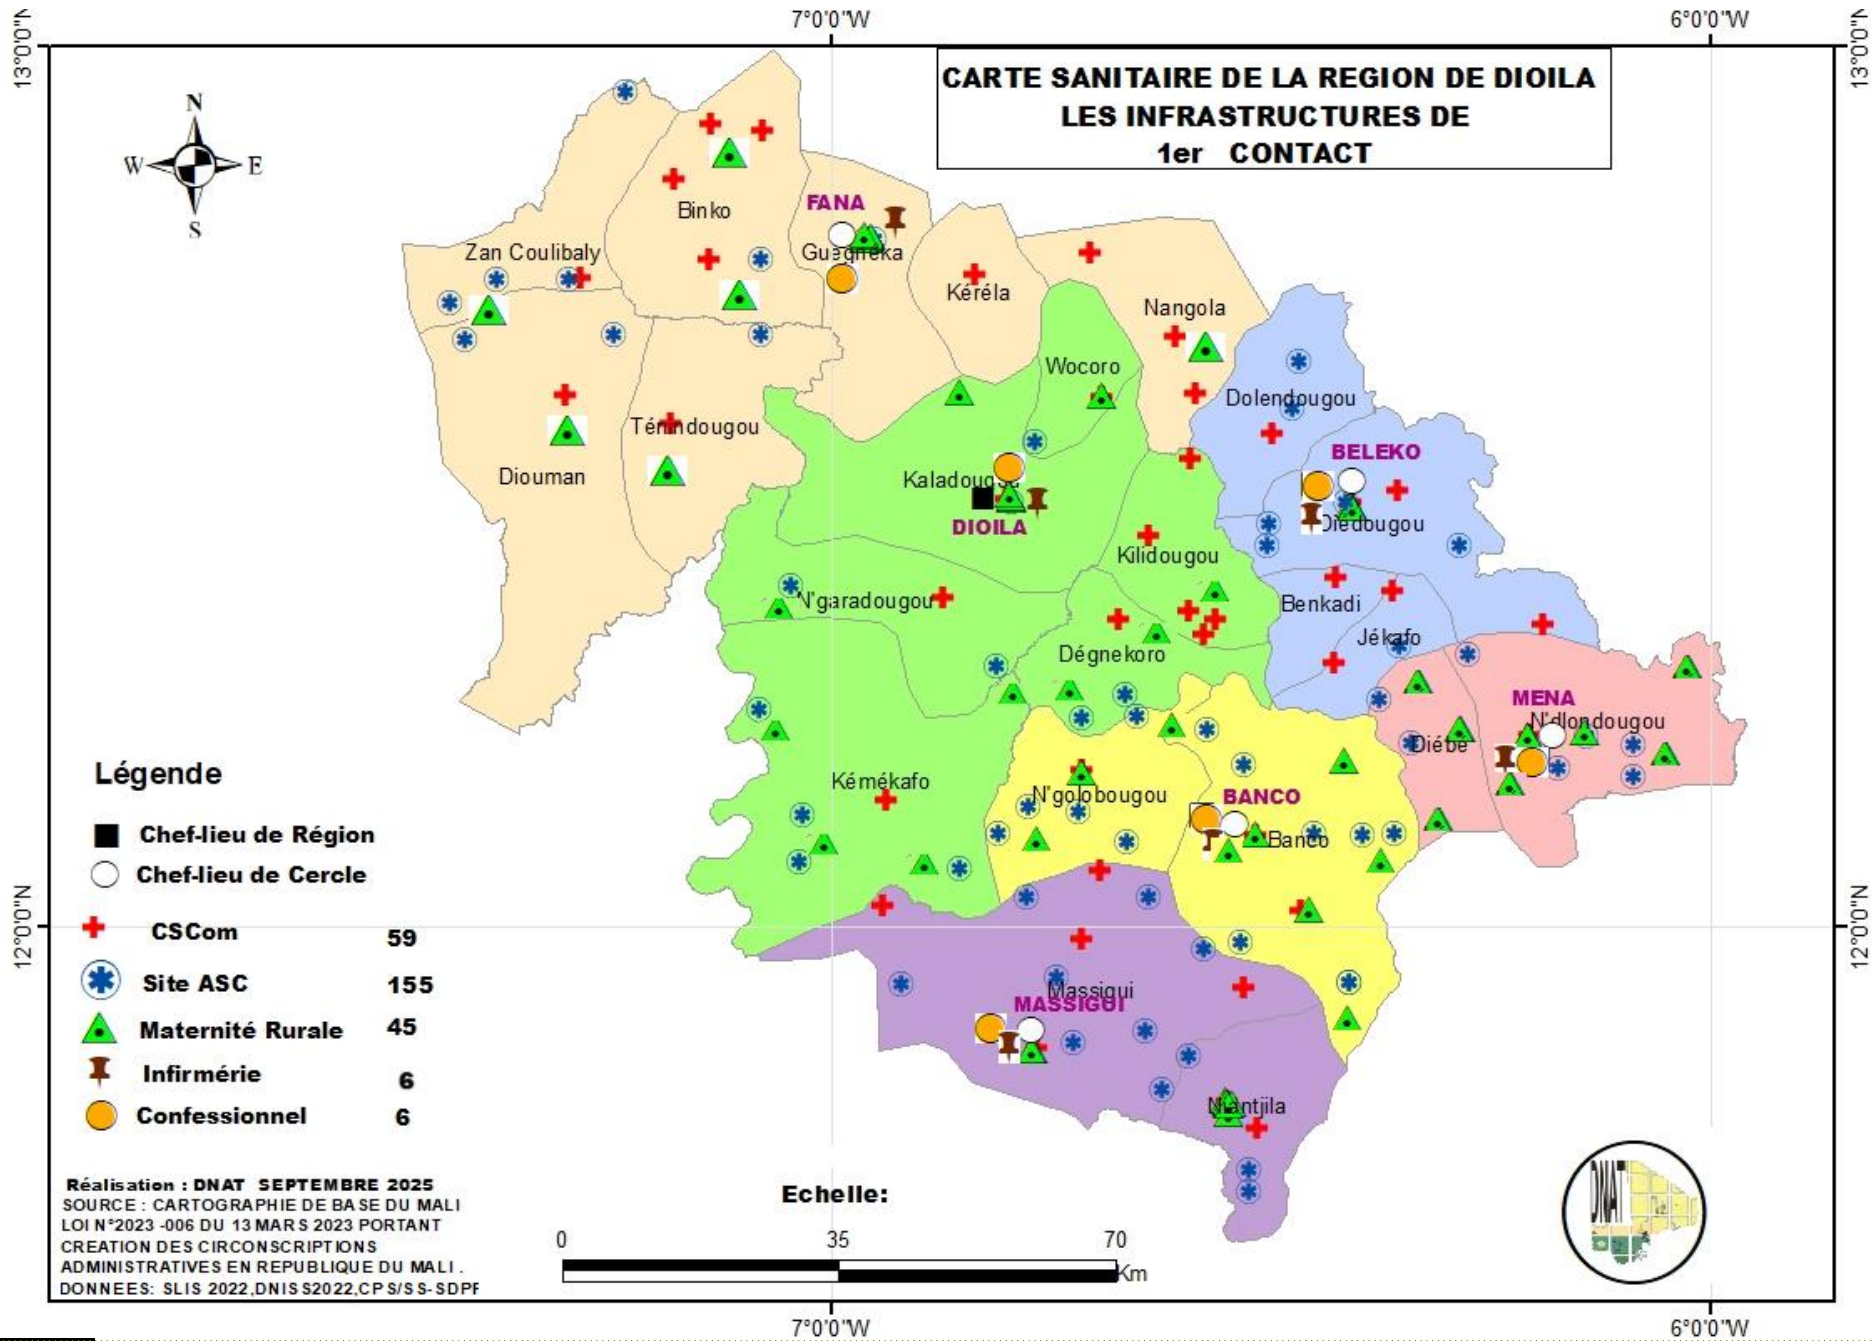 7°0'0"W
6°0'0"W
13°0'0"N
13°0'0"N
CARTE SANITAIRE DE LA REGION DE DIOILA
LES INFRASTRUCTURES DE
1er CONTACT
N
W E
S
Binko
FANA
Zan Coulibaly
Guegneka
Kéréla
Nangola
Wocoro
Dolendougou
Ténindougou
BELEKO
Diouman
Kaladougou
DIOILA
Diédougou
Kilidougou
N'garadougou
Benkadi
Jékafo
Dégnekoro
MENA
N'dlondougou
Diébé
Kémékafo
N'golobougou
BANCO
Banco
Massigui
MASSIGUI
Niantjila
Légende
Chef-lieu de Région
Chef-lieu de Cercle
CSCom 59
Site ASC 155
Maternité Rurale 45
Infirmérie 6
Confessionnel 6
12°0'0"N
12°0'0"N
Réalisation : DNAT SEPTEMBRE 2025
SOURCE : CARTOGRAPHIE DE BASE DU MALI
LOI N°2023 -006 DU 13 MARS 2023 PORTANT
CREATION DES CIRCONSCRIPTIONS
ADMINISTRATIVES EN REPUBLIQUE DU MALI .
DONNEES: SLIS 2022,DNISS2022,CPS/SS-SDPF
Echelle:
0 35 70
Km
DNAT
7°0'0"W
6°0'0"W